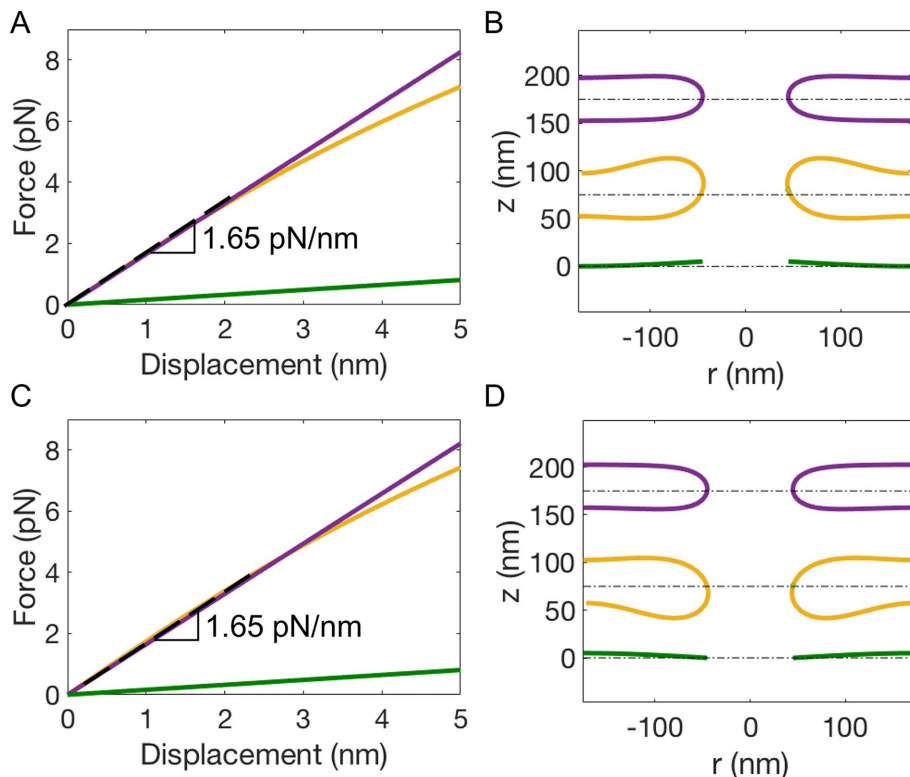 A
8
6
4
2
0
Force (pN)
1.65 pN/nm
0 1 2 3 4 5
Displacement (nm)
B
200
150
100
50
0
z (nm)
-100 0 100
r (nm)
C
8
6
4
2
0
Force (pN)
1.65 pN/nm
0 1 2 3 4 5
Displacement (nm)
D
200
150
100
50
0
z (nm)
-100 0 100
r (nm)